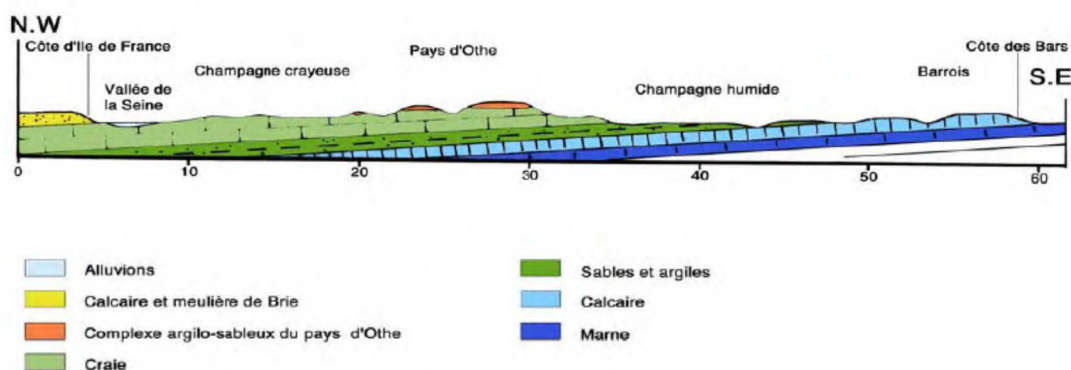 N.W
Côte d'Ile de France
Pays d'Othe
Côte des Bars
Champagne crayeuse
Barrois
S.E
Vallée de
la Seine
Champagne humide
0
10
20
30
40
50
60
Alluvions
Calcaire et meulière de Brie
Complexe argilo-sableux du pays d'Othe
Craie
Sables et argiles
Calcaire
Marne